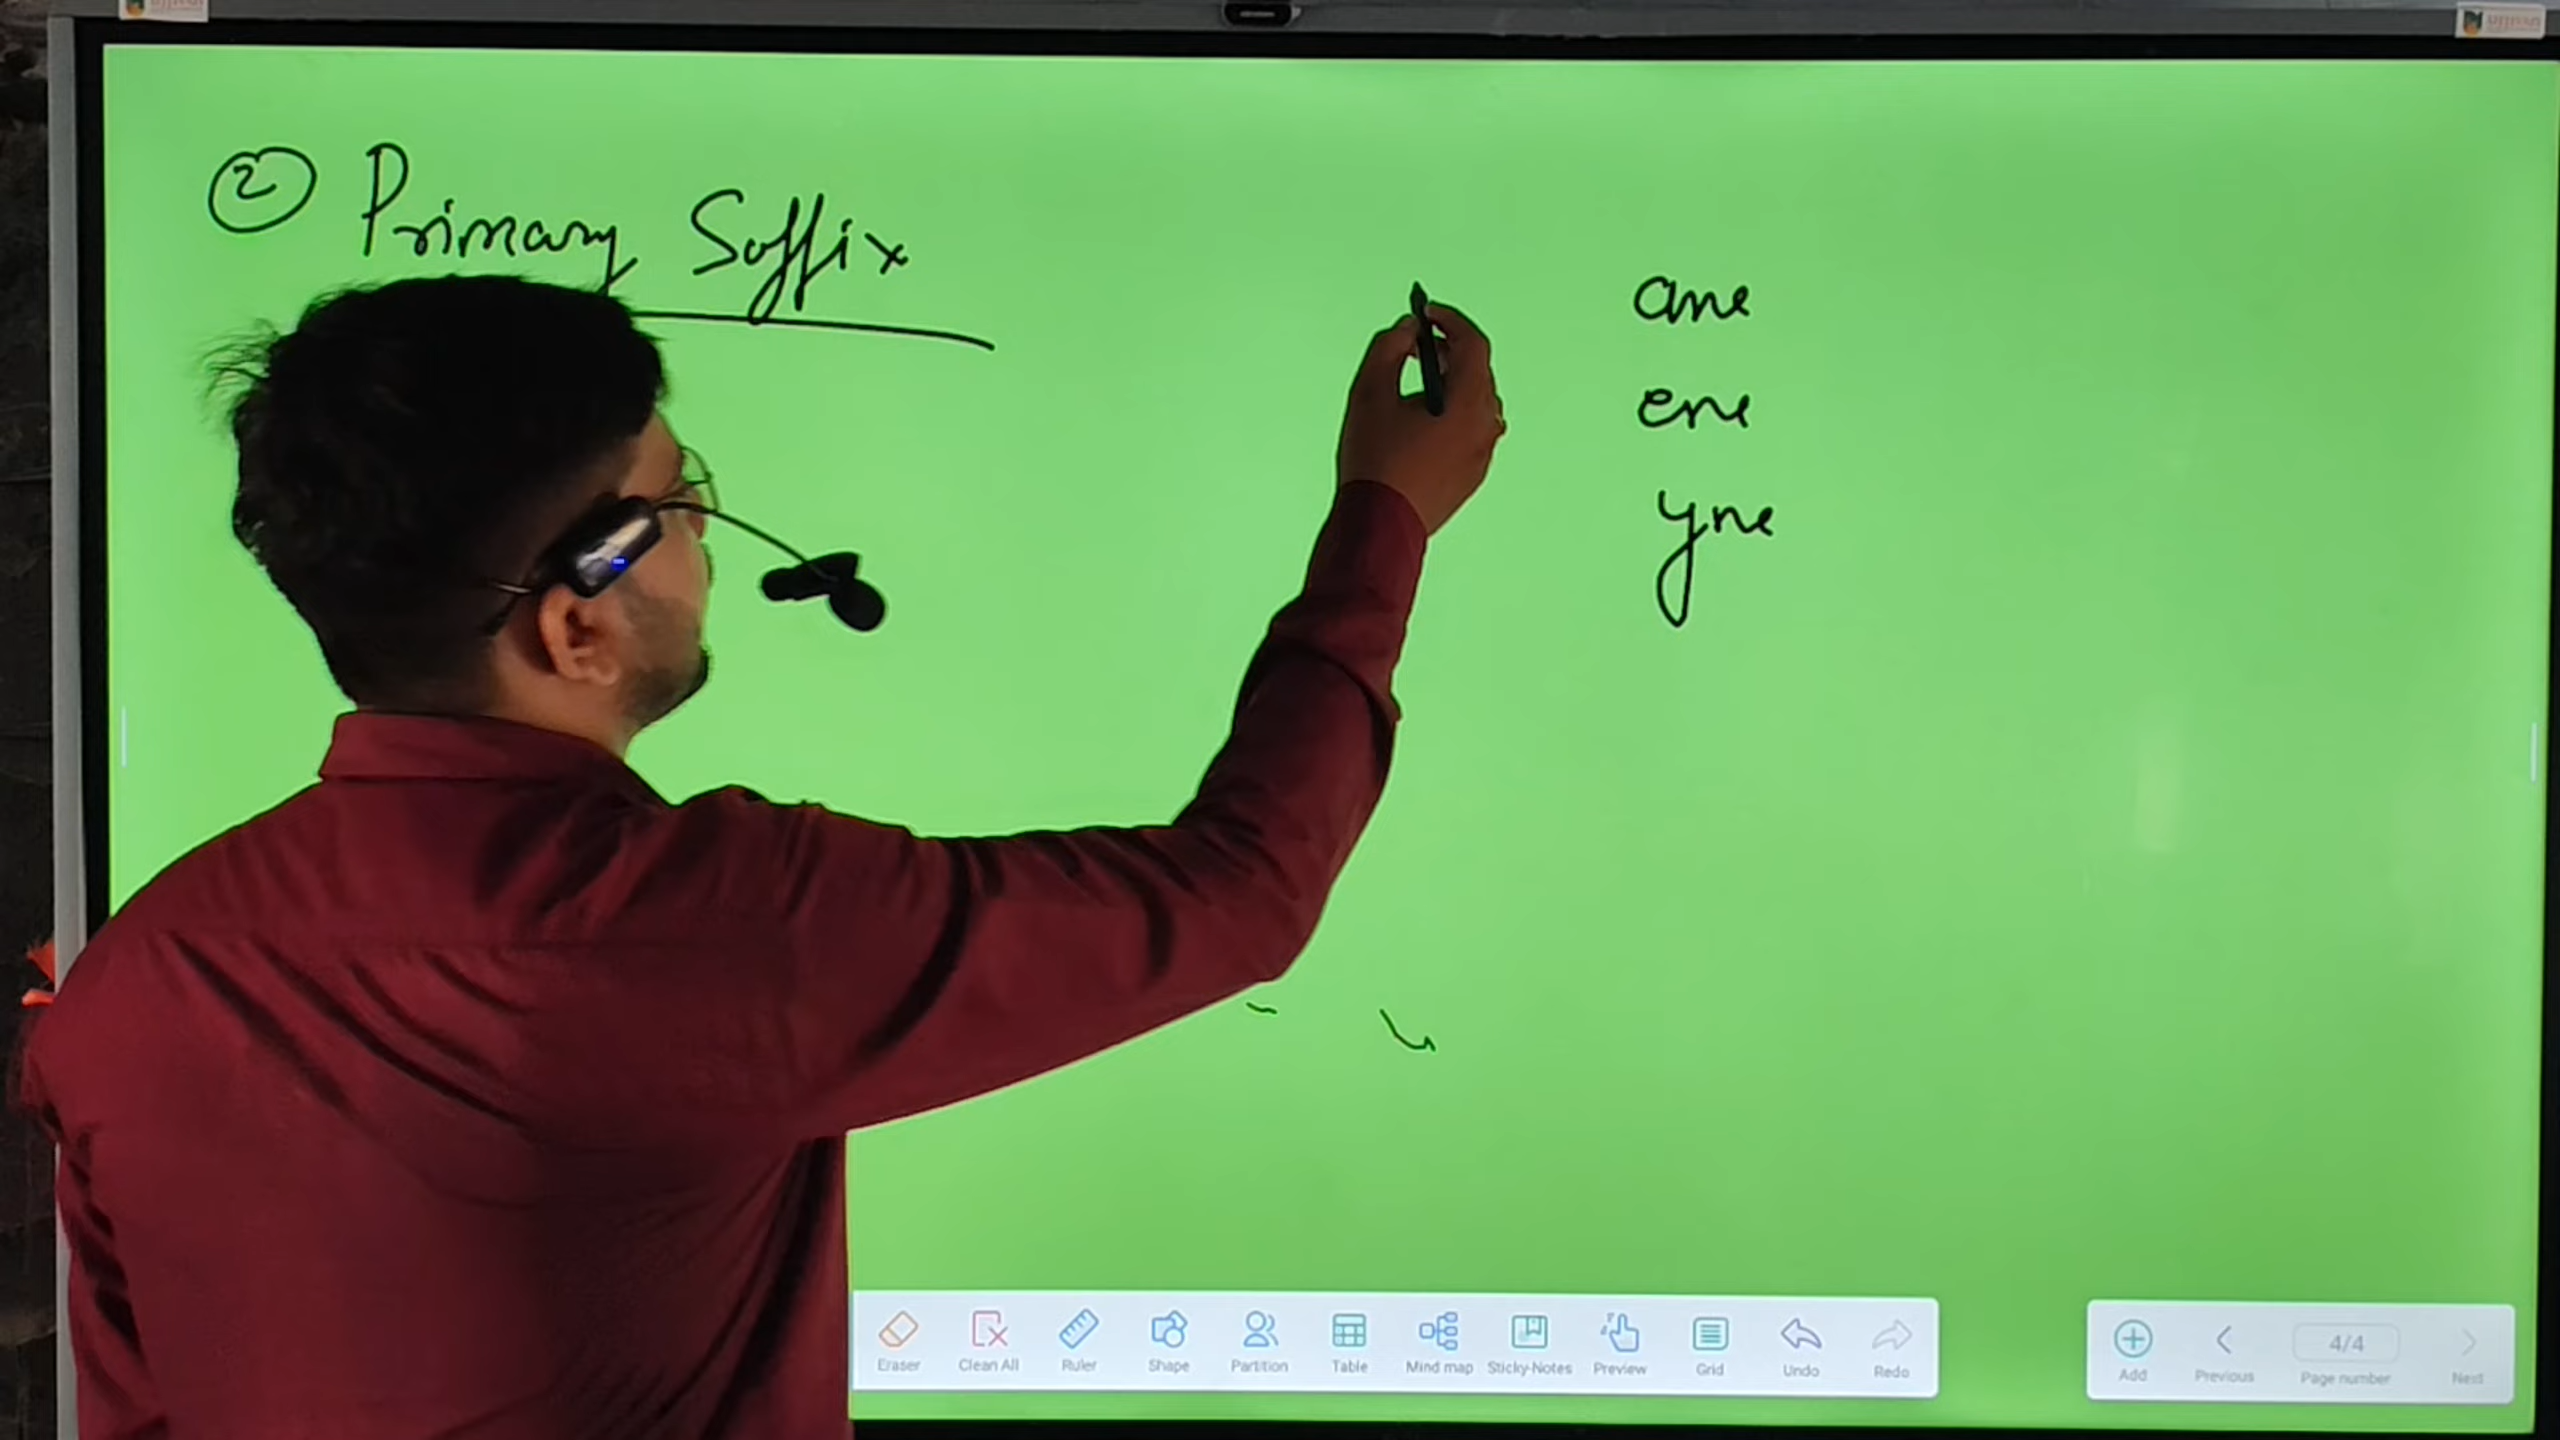 ② Primary Soffix
ane
ene
yne
Eraser
Clean All
Ruler
Shape
Partition
Table
Mind map
Sticky-Notes
Preview
Grid
Undo
Redo
Add
Previous
4/4
Page number
Next